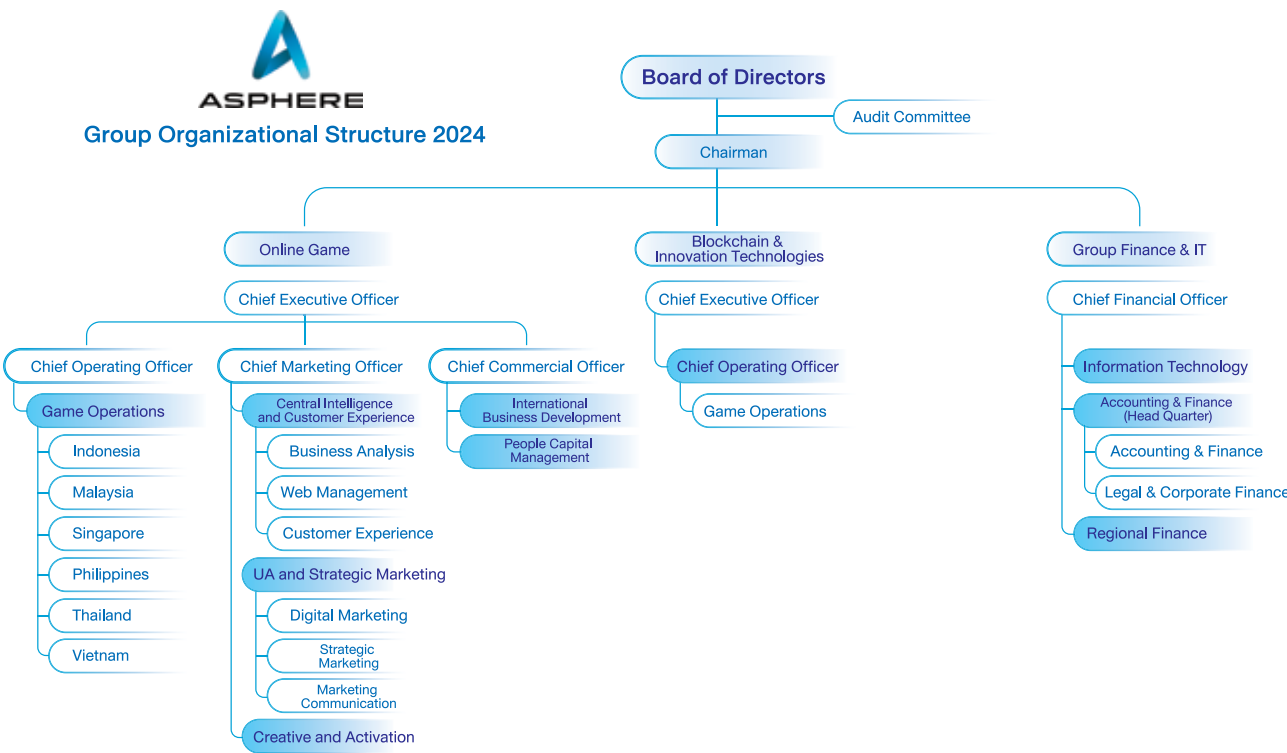 ASPHERE
Group Organizational Structure 2024
Board of Directors
Audit Committee
Chairman
Online Game
Chief Executive Officer
Chief Operating Officer
Game Operations
Indonesia
Malaysia
Singapore
Philippines
Thailand
Vietnam
Chief Marketing Officer
Central Intelligence
and Customer Experience
Business Analysis
Web Management
Customer Experience
UA and Strategic Marketing
Digital Marketing
Strategic
Marketing
Marketing
Communication
Creative and Activation
Chief Commercial Officer
International
Business Development
People Capital
Management
Blockchain &
Innovation Technologies
Chief Executive Officer
Chief Operating Officer
Game Operations
Group Finance & IT
Chief Financial Officer
Information Technology
Accounting & Finance
(Head Quarter)
Accounting & Finance
Legal & Corporate Finance
Regional Finance